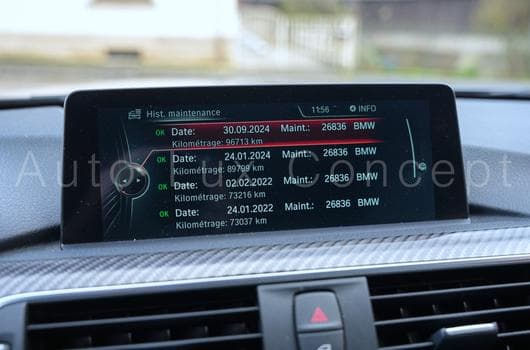 Hist. maintenance 11:56 INFO
OK Date: 30.09.2024 Maint.: 26836 BMW
Kilométrage: 96713 km
OK Date: 24.01.2024 Maint.: 26836 BMW
Kilométrage: 89799 km
OK Date: 02.02.2022 Maint.: 26836 BMW
Kilométrage: 73216 km
OK Date: 24.01.2022 Maint.: 26836 BMW
Kilométrage: 73037 km
Auto Lux Concept